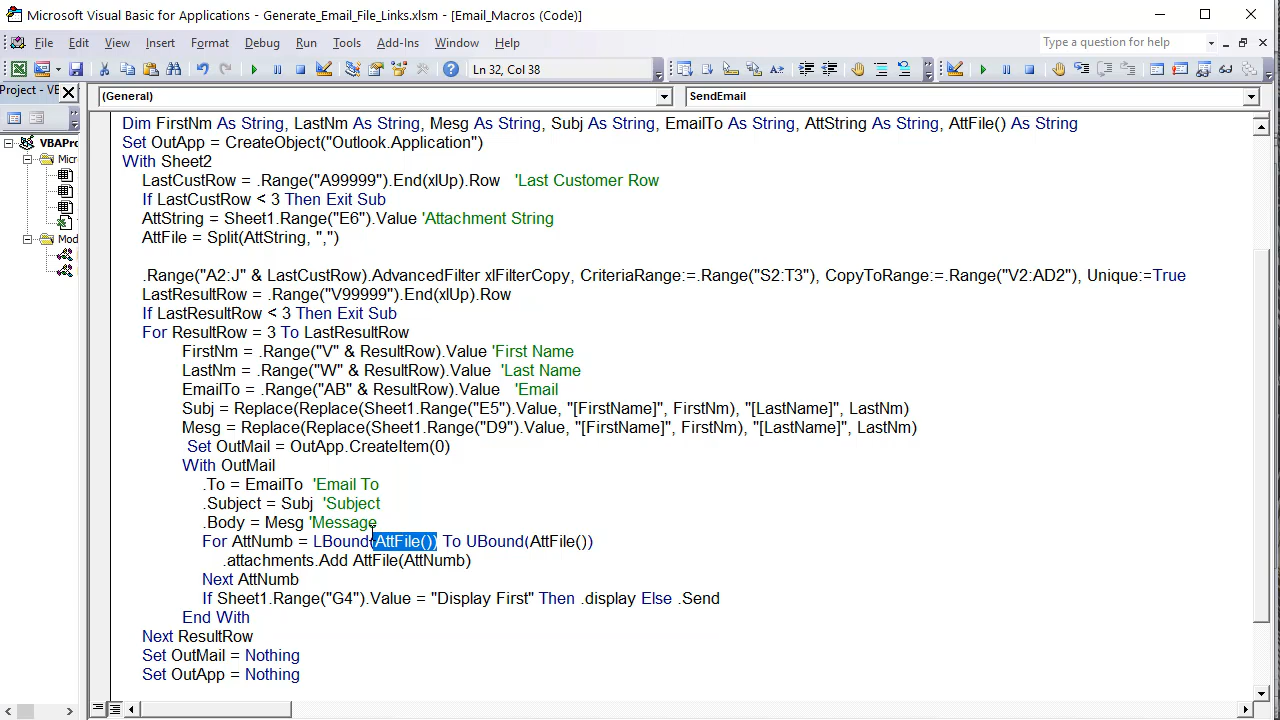 Microsoft Visual Basic for Applications - Generate_Email_File_Links.xlsm - [Email_Macros (Code)]
File Edit View Insert Format Debug Run Tools Add-Ins Window Help Type a question for help
Ln 32, Col 38
Project - VB
(General) SendEmail
VBAPro
Micr
Mod
Dim FirstNm As String, LastNm As String, Mesg As String, Subj As String, EmailTo As String, AttString As String, AttFile() As String
Set OutApp = CreateObject("Outlook.Application")
With Sheet2
LastCustRow = .Range("A99999").End(xlUp).Row 'Last Customer Row
If LastCustRow < 3 Then Exit Sub
AttString = Sheet1.Range("E6").Value 'Attachment String
AttFile = Split(AttString, ",")
.Range("A2:J" & LastCustRow).AdvancedFilter xlFilterCopy, CriteriaRange:=.Range("S2:T3"), CopyToRange:=.Range("V2:AD2"), Unique:=True
LastResultRow = .Range("V99999").End(xlUp).Row
If LastResultRow < 3 Then Exit Sub
For ResultRow = 3 To LastResultRow
FirstNm = .Range("V" & ResultRow).Value 'First Name
LastNm = .Range("W" & ResultRow).Value 'Last Name
EmailTo = .Range("AB" & ResultRow).Value 'Email
Subj = Replace(Replace(Sheet1.Range("E5").Value, "[FirstName]", FirstNm), "[LastName]", LastNm)
Mesg = Replace(Replace(Sheet1.Range("D9").Value, "[FirstName]", FirstNm), "[LastName]", LastNm)
Set OutMail = OutApp.CreateItem(0)
With OutMail
.To = EmailTo 'Email To
.Subject = Subj 'Subject
.Body = Mesg 'Message
For AttNumb = LBound(AttFile()) To UBound(AttFile())
.attachments.Add AttFile(AttNumb)
Next AttNumb
If Sheet1.Range("G4").Value = "Display First" Then .display Else .Send
End With
Next ResultRow
Set OutMail = Nothing
Set OutApp = Nothing